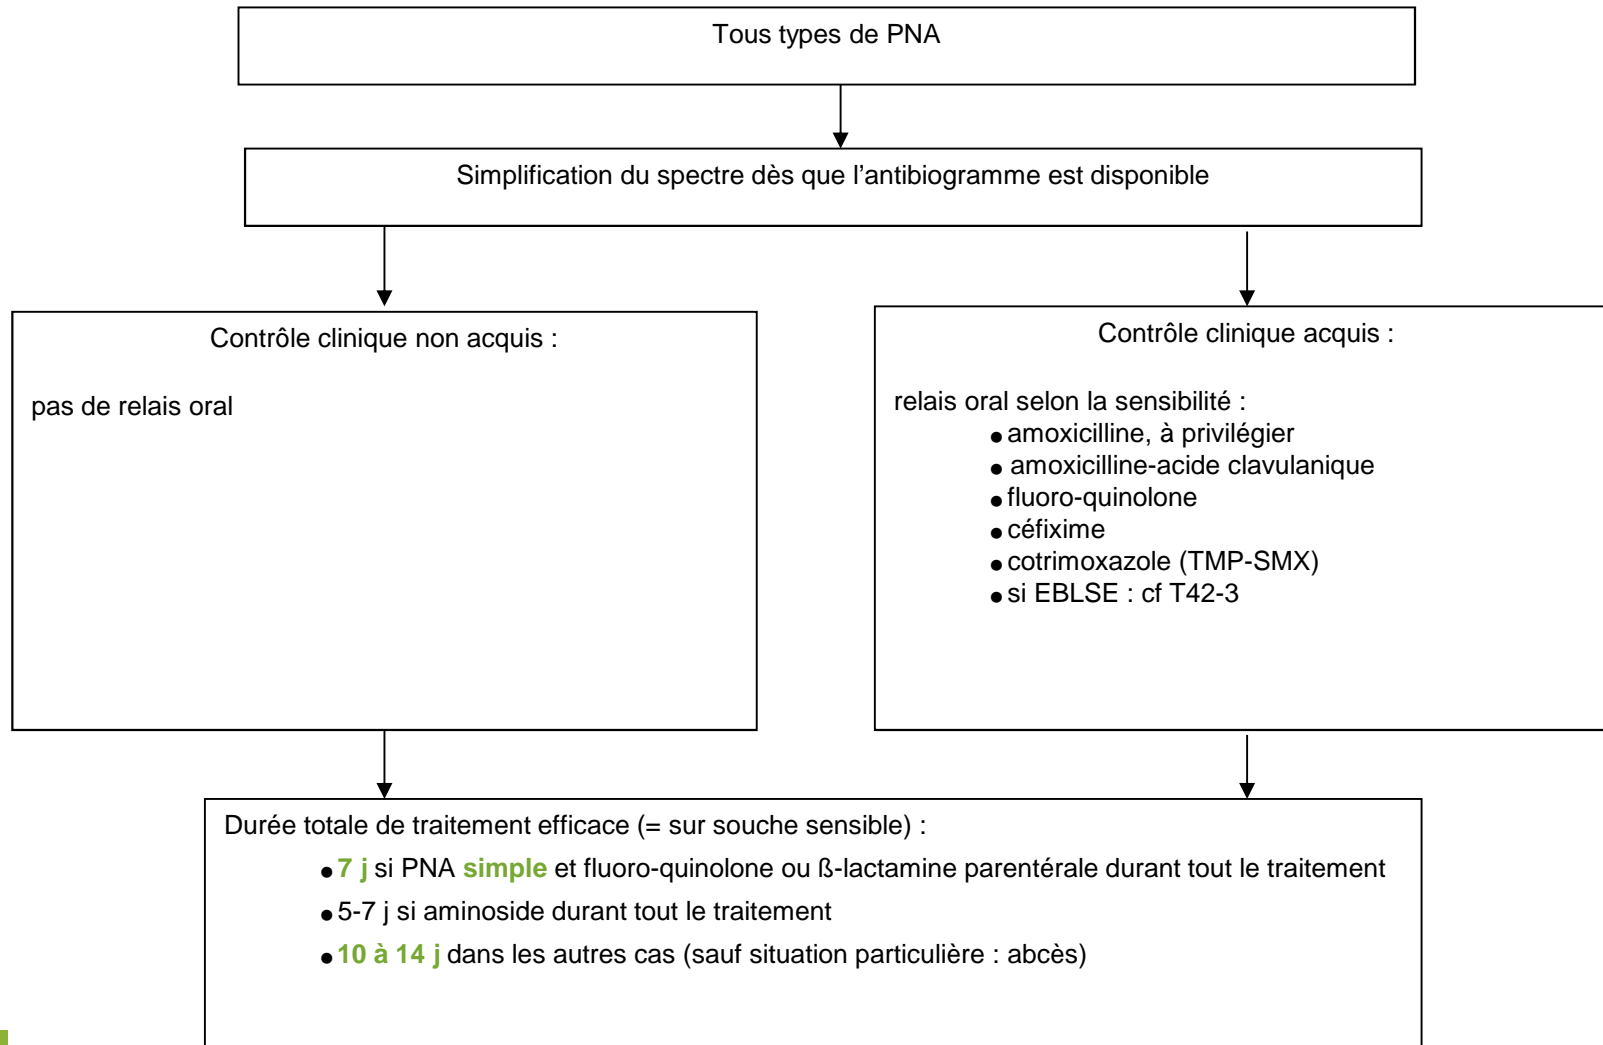 Tous types de PNA
Simplification du spectre dès que l'antibiogramme est disponible
Contrôle clinique non acquis :
pas de relais oral
Contrôle clinique acquis :
relais oral selon la sensibilité :
● amoxicilline, à privilégier
● amoxicilline-acide clavulanique
● fluoro-quinolone
● céfixime
● cotrimoxazole (TMP-SMX)
● si EBLSE : cf T42-3
Durée totale de traitement efficace (= sur souche sensible) :
● 7 j si PNA simple et fluoro-quinolone ou ß-lactamine parentérale durant tout le traitement
● 5-7 j si aminoside durant tout le traitement
● 10 à 14 j dans les autres cas (sauf situation particulière : abcès)